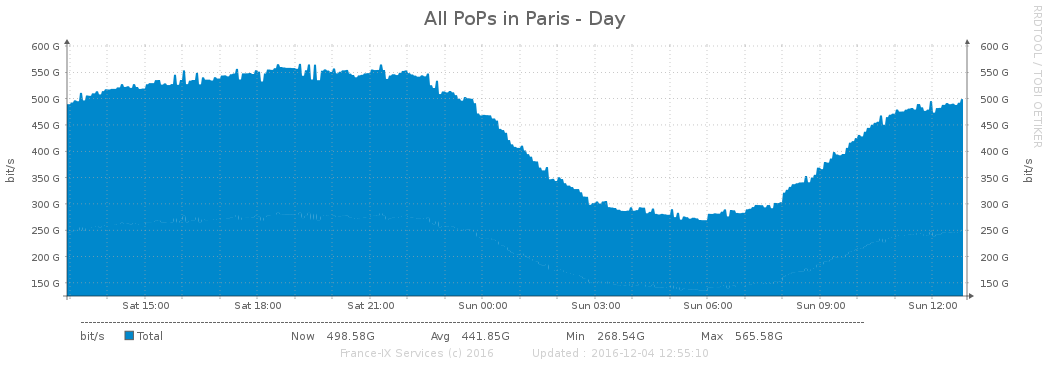 All PoPs in Paris - Day
RRDTOOL / TOBI OETIKER
bit/s
600 G 600 G
550 G 550 G
500 G 500 G
450 G 450 G
400 G 400 G
350 G 350 G
300 G 300 G
250 G 250 G
200 G 200 G
150 G 150 G
bit/s
Sat 15:00 Sat 18:00 Sat 21:00 Sun 00:00 Sun 03:00 Sun 06:00 Sun 09:00 Sun 12:00
bit/s Total Now 498.58G Avg 441.85G Min 268.54G Max 565.58G
France-IX Services (c) 2016 Updated : 2016-12-04 12:55:10